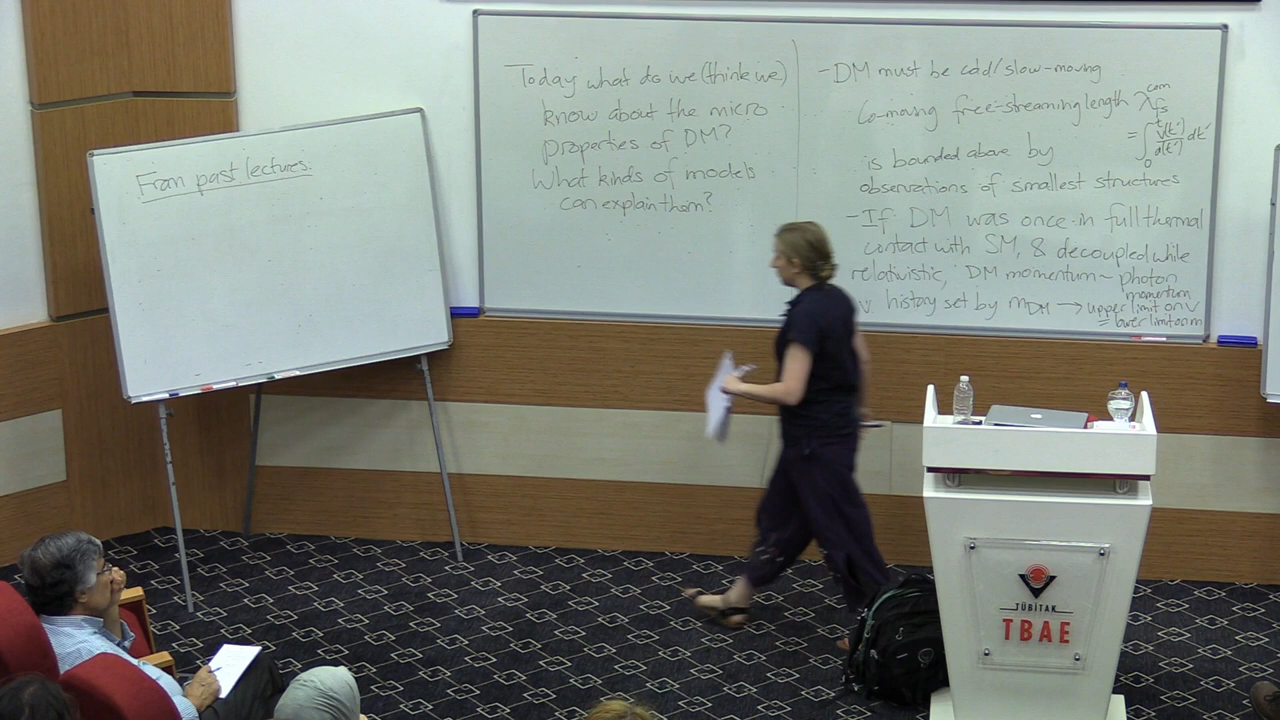 From past lectures.
Today what do we (think we)
know about the micro
properties of DM?
What kinds of models
can explain them?
- DM must be cold/slow-moving
Co-moving free-streaming length λ_fs^com
= ∫_0^t v(t')/a(t') dt'
is bounded above by
observations of smallest structures
- If DM was once in full thermal
contact with SM, & decoupled while
relativistic, DM momentum ~ photon
momentum
v history set by m_DM → upper limit on v
= lower limit on m
TÜBİTAK
TBAE